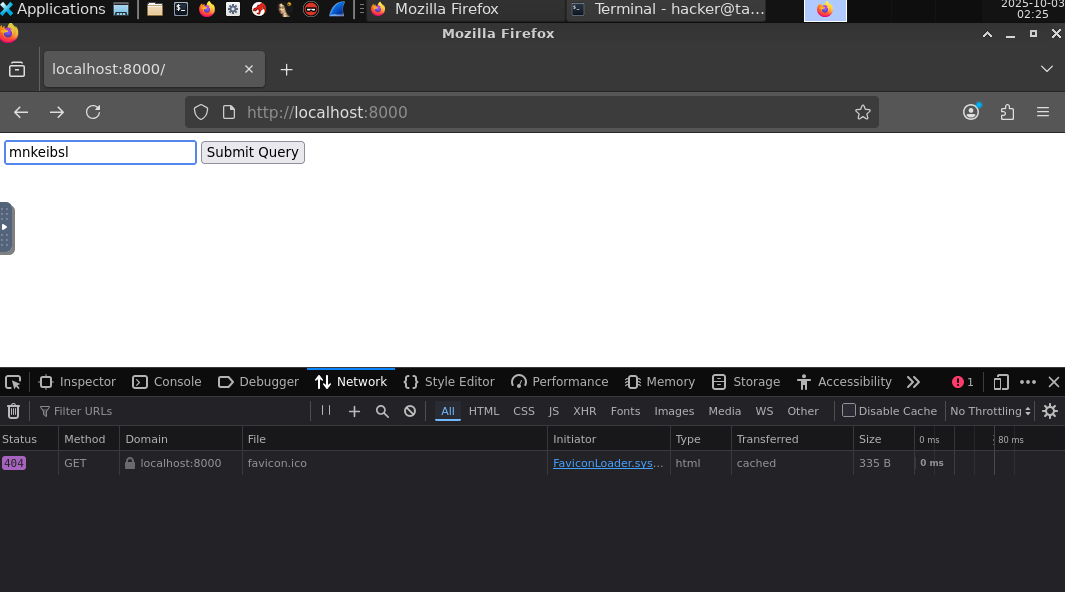 Applications Mozilla Firefox Terminal - hacker@ta... 2025-10-03
02:25
Mozilla Firefox
localhost:8000/
http://localhost:8000
mnkeibsl Submit Query
Inspector Console Debugger Network Style Editor Performance Memory Storage Accessibility 1
Filter URLs All HTML CSS JS XHR Fonts Images Media WS Other Disable Cache No Throttling
Status Method Domain File Initiator Type Transferred Size 0 ms 80 ms
404 GET localhost:8000 favicon.ico FaviconLoader.sys... html cached 335 B 0 ms